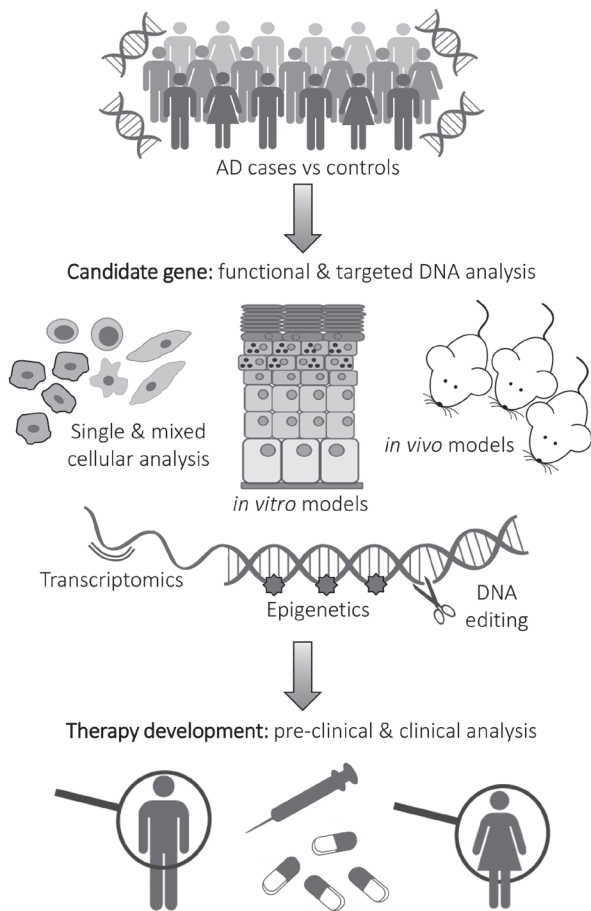 AD cases vs controls
Candidate gene: functional & targeted DNA analysis
Single & mixed
cellular analysis
in vitro models
in vivo models
Transcriptomics
Epigenetics
DNA
editing
Therapy development: pre-clinical & clinical analysis